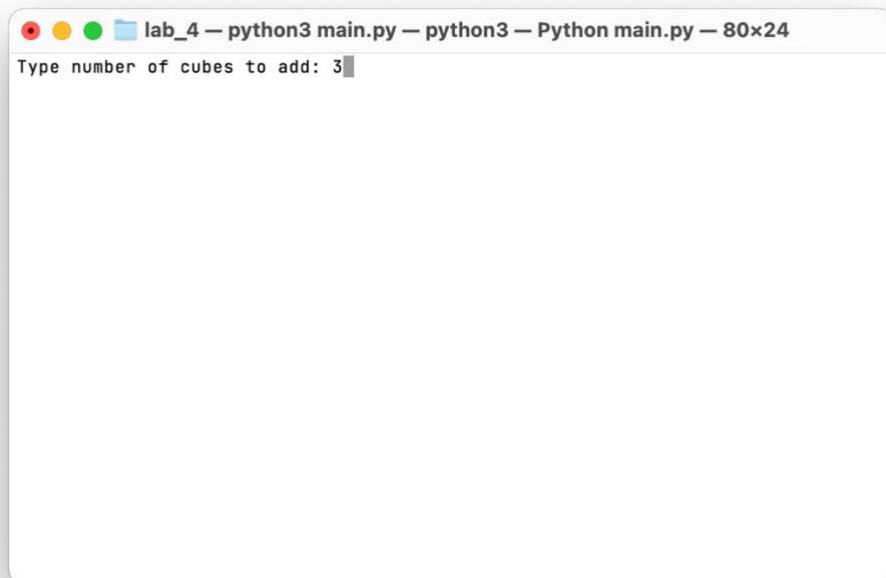 lab_4 — python3 main.py — python3 — Python main.py — 80×24
Type number of cubes to add: 3